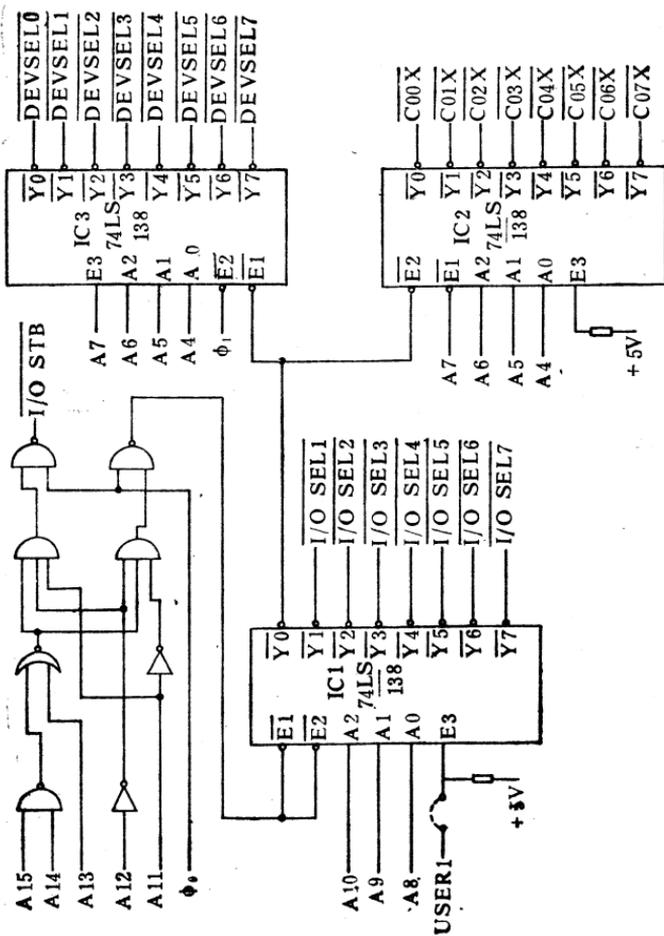 A15
A14
A13
A12
A11
ϕ0
I/O STB
A7
A6
A5
A4
ϕ1
E3
A2
A1
A0
E2
E1
IC3
74LS
138
Y0
Y1
Y2
Y3
Y4
Y5
Y6
Y7
DEVSEL0
DEVSEL1
DEVSEL2
DEVSEL3
DEVSEL4
DEVSEL5
DEVSEL6
DEVSEL7
A10
A9
A8
USER1
+5V
E1
E2
A2
A1
A0
E3
IC1
74LS
138
Y0
Y1
Y2
Y3
Y4
Y5
Y6
Y7
I/O SEL1
I/O SEL2
I/O SEL3
I/O SEL4
I/O SEL5
I/O SEL6
I/O SEL7
A7
A6
A5
A4
+5V
E2
E1
A2
A1
A0
E3
IC2
74LS
138
Y0
Y1
Y2
Y3
Y4
Y5
Y6
Y7
C00X
C01X
C02X
C03X
C04X
C05X
C06X
C07X